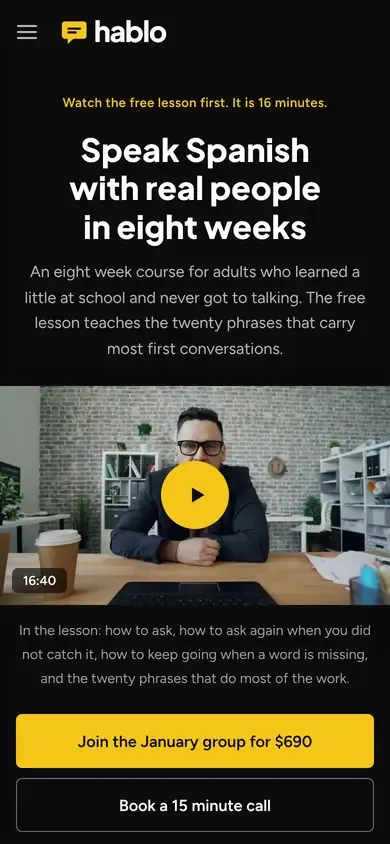 hablo
Watch the free lesson first. It is 16 minutes.
Speak Spanish
with real people
in eight weeks
An eight week course for adults who learned a
little at school and never got to talking. The free
lesson teaches the twenty phrases that carry
most first conversations.
16:40
In the lesson: how to ask, how to ask again when you did
not catch it, how to keep going when a word is missing,
and the twenty phrases that do most of the work.
Join the January group for $690
Book a 15 minute call